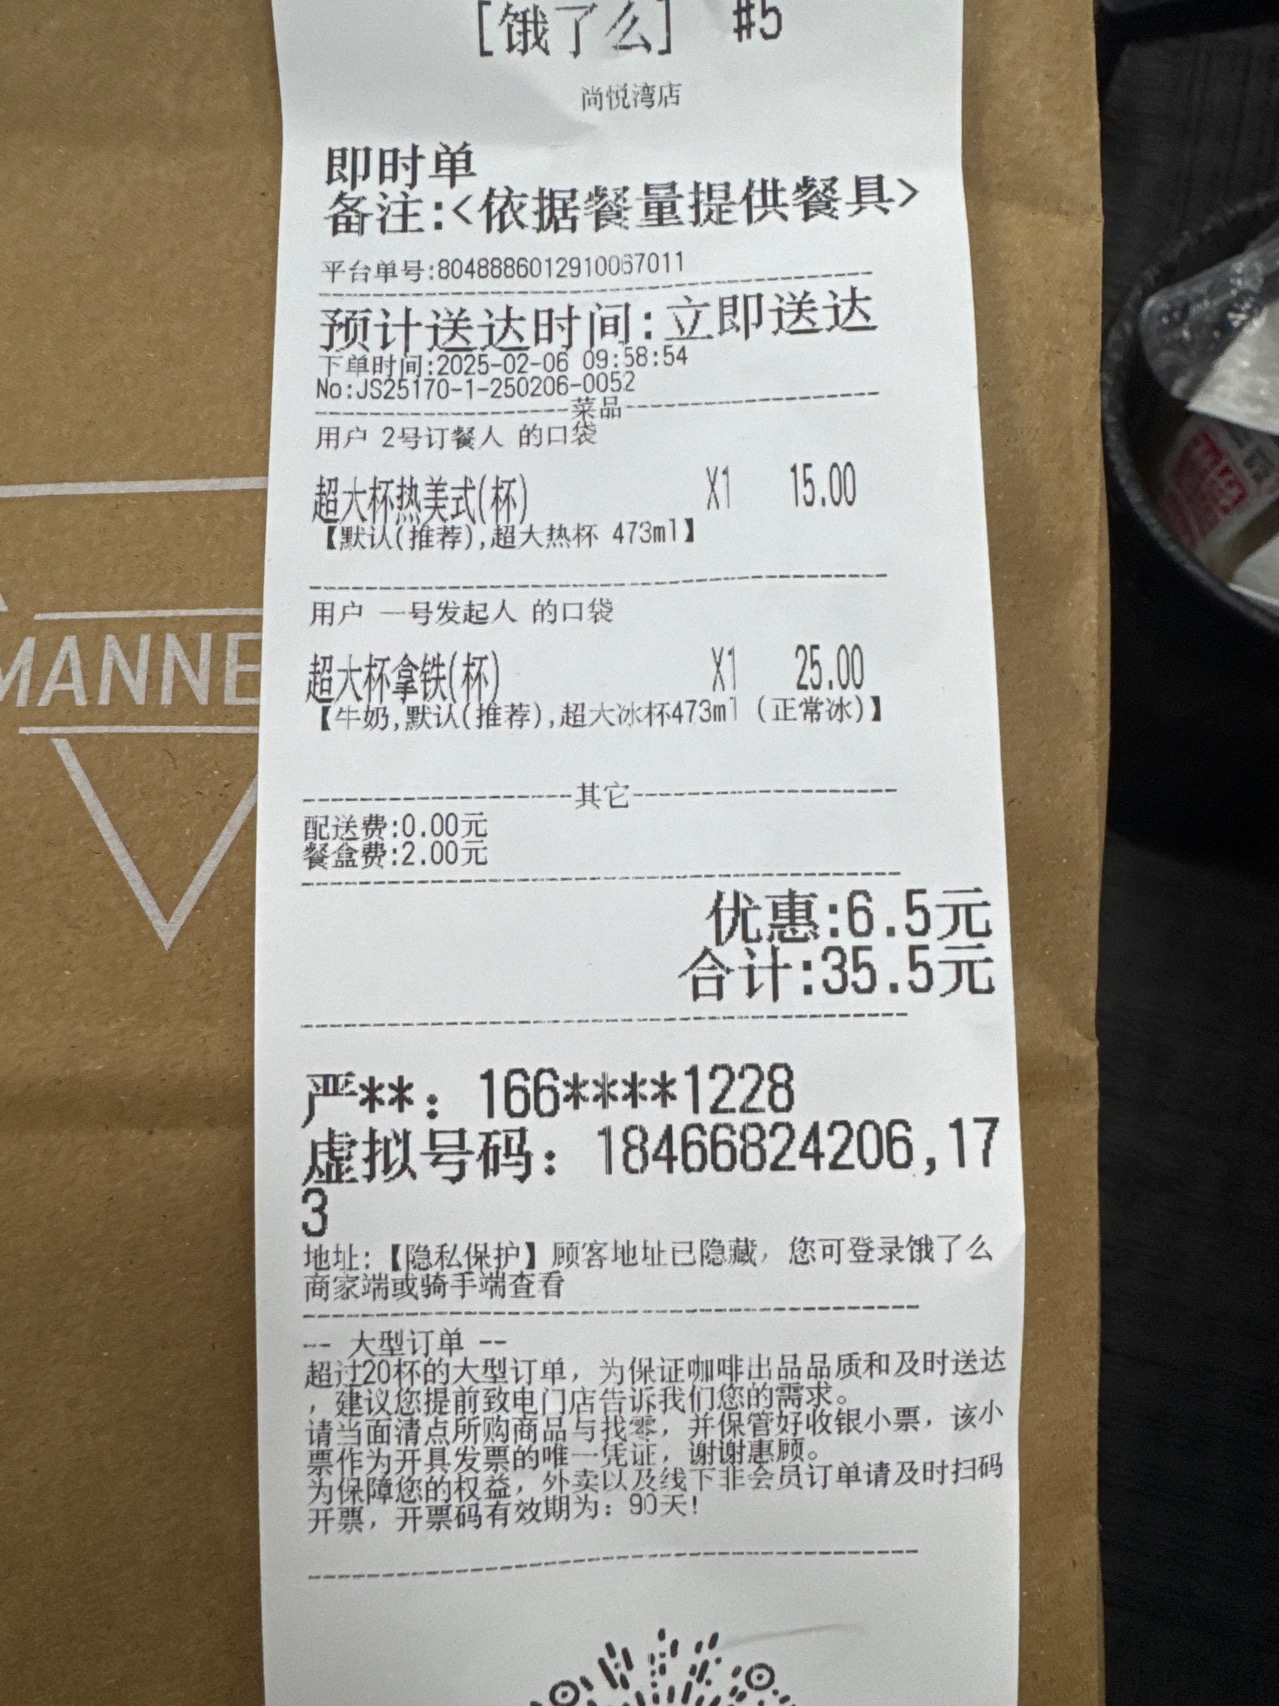 [饿了么] #5
尚悦湾店
即时单
备注:<依据餐量提供餐具>
平台单号:8048886012910067011
预计送达时间:立即送达
下单时间:2025-02-06 09:58:54
No:JS25170-1-250206-0052
菜品
用户 2号订餐人 的口袋
超大杯热美式(杯) X1 15.00
【默认(推荐),超大热杯 473ml】
用户 一号发起人 的口袋
超大杯拿铁(杯) X1 25.00
【牛奶,默认(推荐),超大冰杯473ml (正常冰)】
其它
配送费:0.00元
餐盒费:2.00元
优惠:6.5元
合计:35.5元
严**: 166****1228
虚拟号码: 18466824206,17
3
地址:【隐私保护】顾客地址已隐藏, 您可登录饿了么
商家端或骑手端查看
-- 大型订单 --
超过20杯的大型订单, 为保证咖啡出品品质和及时送达
, 建议您提前致电门店告诉我们您的需求。
请当面清点所购商品与找零, 并保管好收银小票, 该小
票作为开具发票的唯一凭证, 谢谢惠顾。
为保障您的权益, 外卖以及线下非会员订单请及时扫码
开票, 开票码有效期为: 90天!
MANNE